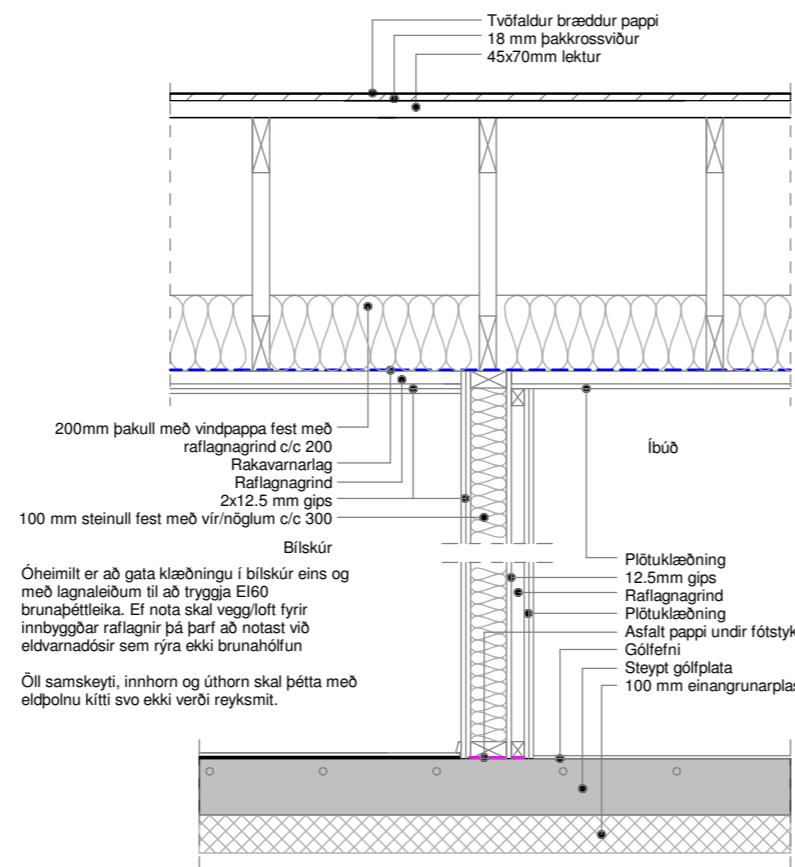 Tvöfaldur bræddur pappi
18 mm þakkrossviður
45x70mm lektur
200mm þakull með vindpappa fest með
raflagnagrind c/c 200
Rakavarnarlag
Raflagnagrind
2x12.5 mm gips
100 mm steinull fest með vír/nöglum c/c 300
Bílskúr
Óheimilt er að gata klæðningu í bílskúr eins og
með lagnaleiðum til að tryggja EI60
brunaþéttleika. Ef nota skal vegg/loft fyrir
innbyggðar raflagnir þá þarf að notast við
eldvarnadósir sem rýra ekki brunahólfun
Öll samskeyti, innhorn og úthorn skal þétta með
eldþolnu kítti svo ekki verði reyksmit.
Íbúð
Plötuklæðning
12.5mm gips
Raflagnagrind
Plötuklæðning
Asfalt pappi undir fótstyk
Gólfefni
Steypt gólfplata
100 mm einangrunarplas